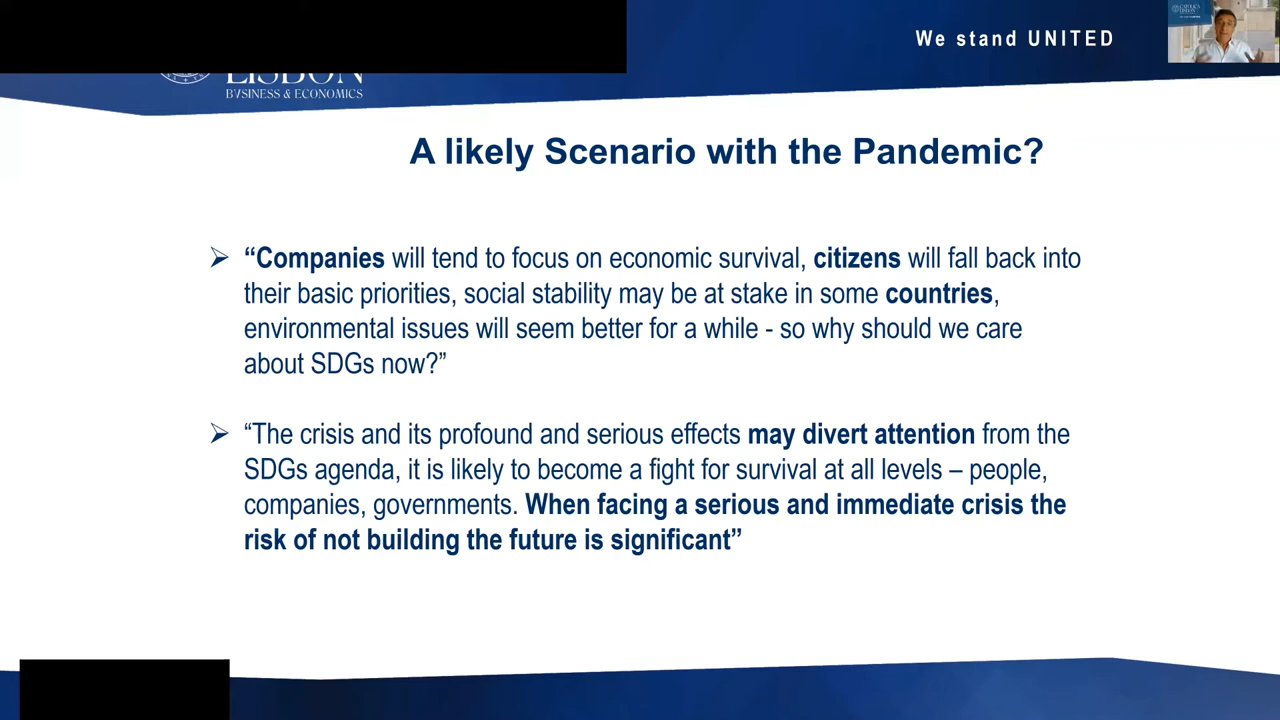 We stand UNITED
LISBON
BUSINESS & ECONOMICS
A likely Scenario with the Pandemic?
➢ “Companies will tend to focus on economic survival, citizens will fall back into
their basic priorities, social stability may be at stake in some countries,
environmental issues will seem better for a while - so why should we care
about SDGs now?”
➢ “The crisis and its profound and serious effects may divert attention from the
SDGs agenda, it is likely to become a fight for survival at all levels – people,
companies, governments. When facing a serious and immediate crisis the
risk of not building the future is significant”